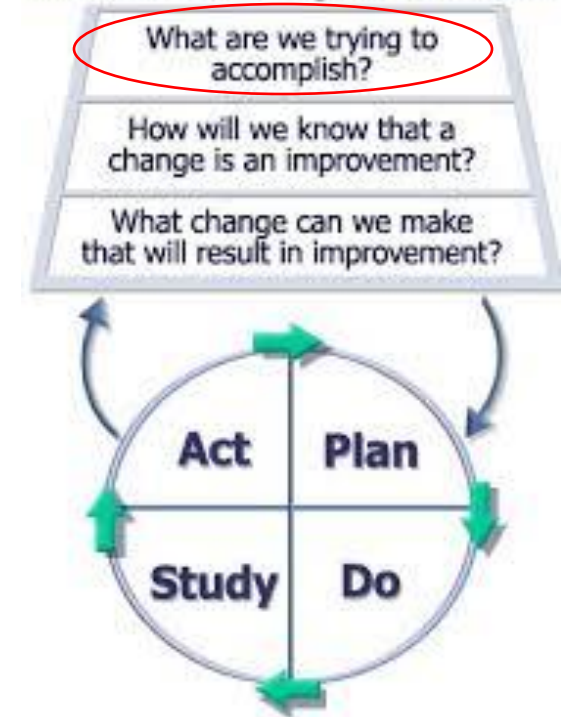 What are we trying to
accomplish?
How will we know that a
change is an improvement?
What change can we make
that will result in improvement?
Act Plan
Study Do